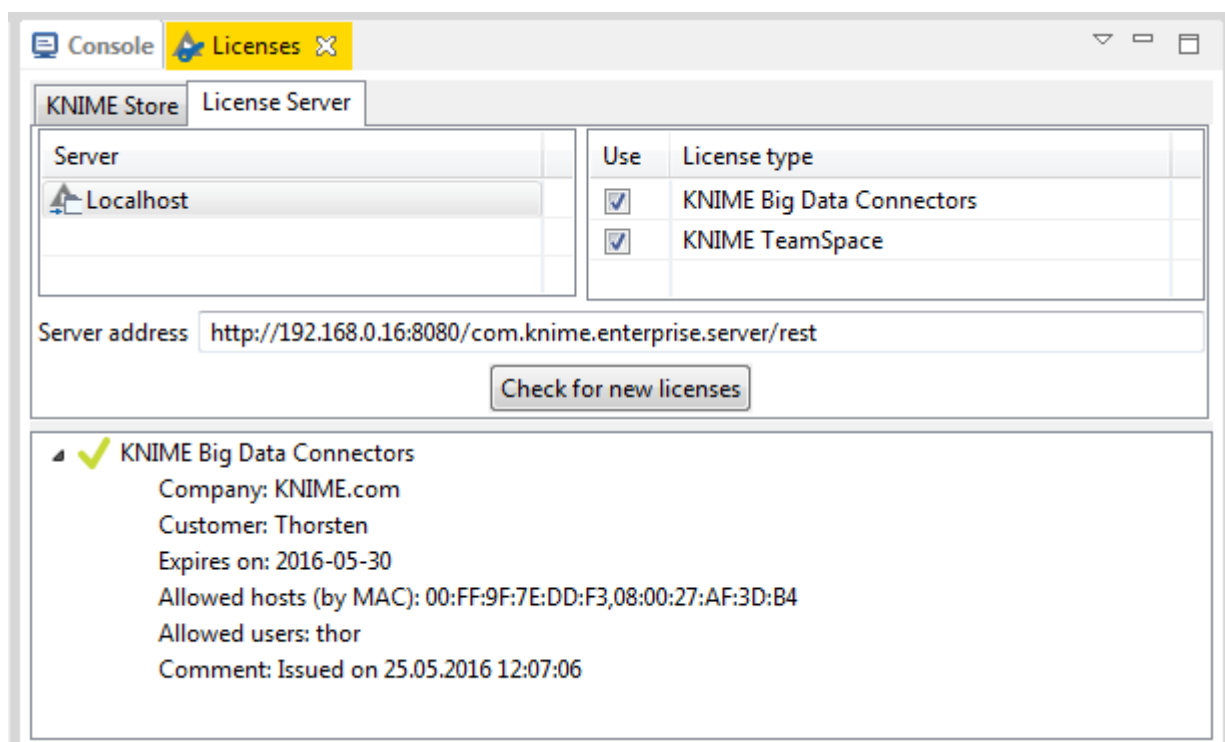 Console Licenses
KNIME Store License Server
Server Use License type
Localhost KNIME Big Data Connectors
KNIME TeamSpace
Server address http://192.168.0.16:8080/com.knime.enterprise.server/rest
Check for new licenses
KNIME Big Data Connectors
Company: KNIME.com
Customer: Thorsten
Expires on: 2016-05-30
Allowed hosts (by MAC): 00:FF:9F:7E:DD:F3,08:00:27:AF:3D:B4
Allowed users: thor
Comment: Issued on 25.05.2016 12:07:06